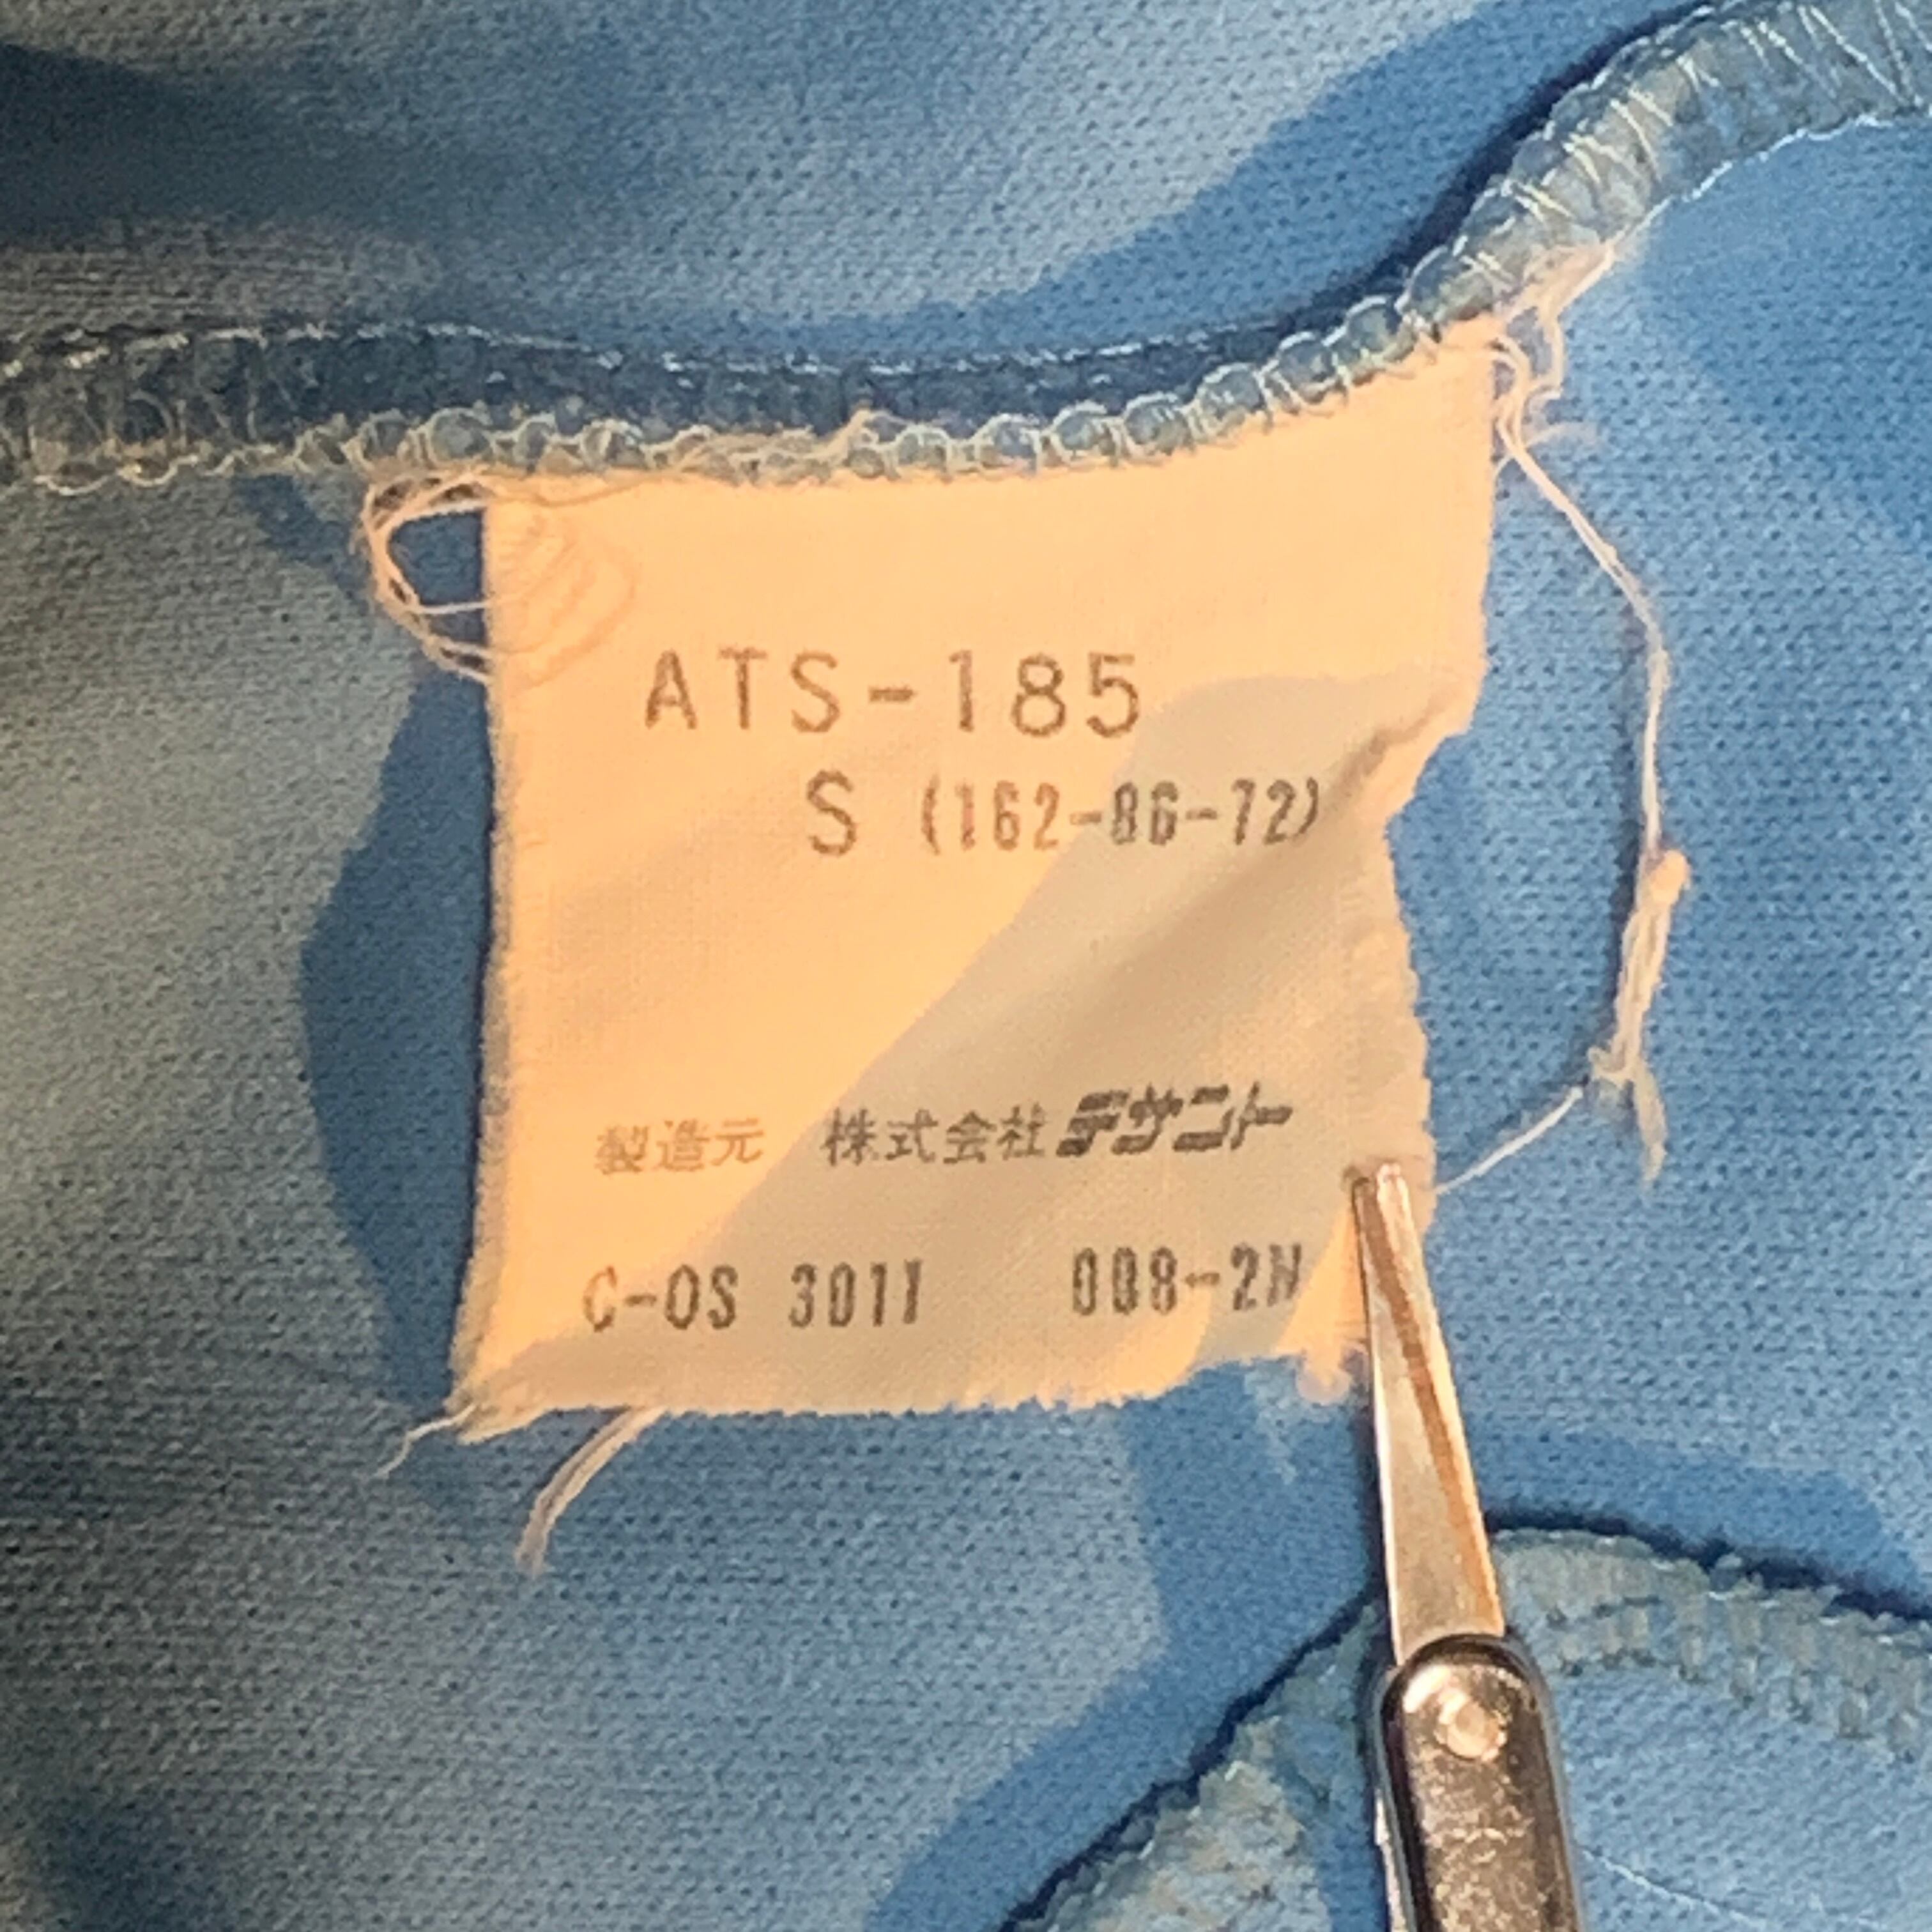 ATS-185
S (162-86-72)
製造元 株式会社デサント
C-OS 3011 008-2N